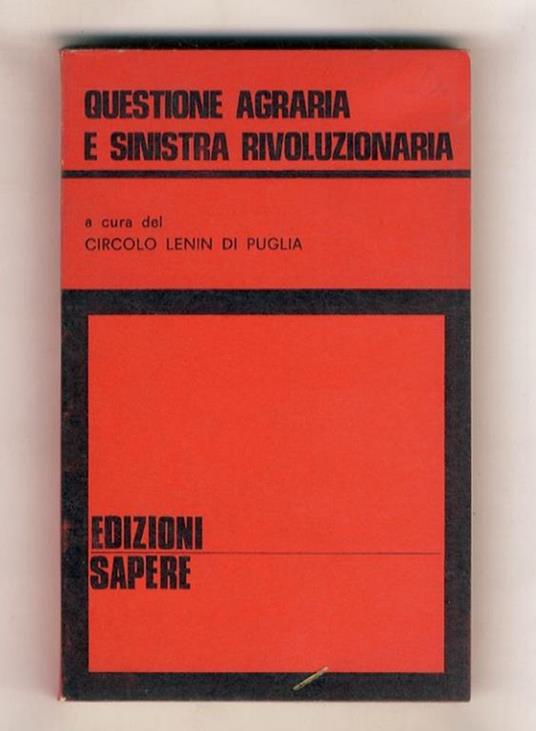 QUESTIONE AGRARIA
E SINISTRA RIVOLUZIONARIA
a cura del
CIRCOLO LENIN DI PUGLIA
EDIZIONI
SAPERE